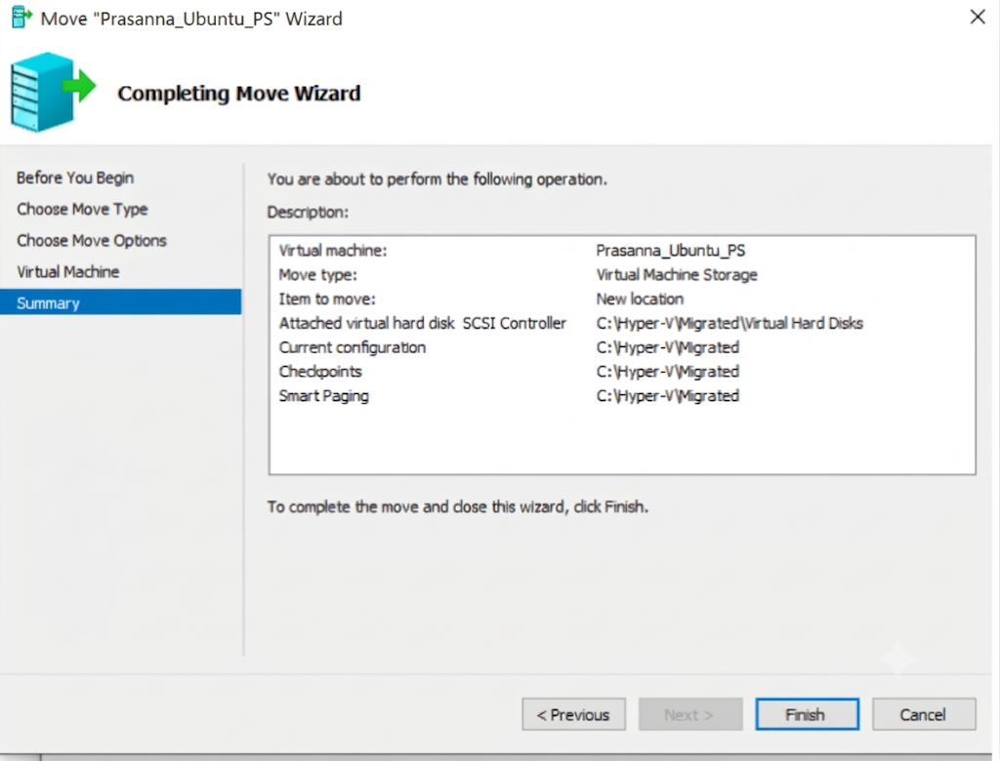 Move "Prasanna_Ubuntu_PS" Wizard
Completing Move Wizard
Before You Begin
Choose Move Type
Choose Move Options
Virtual Machine
Summary
You are about to perform the following operation.
Description:
Virtual machine: Prasanna_Ubuntu_PS
Move type: Virtual Machine Storage
Item to move: New location
Attached virtual hard disk SCSI Controller C:\Hyper-V\Migrated\Virtual Hard Disks
Current configuration C:\Hyper-V\Migrated
Checkpoints C:\Hyper-V\Migrated
Smart Paging C:\Hyper-V\Migrated
To complete the move and close this wizard, click Finish.
< Previous Next > Finish Cancel